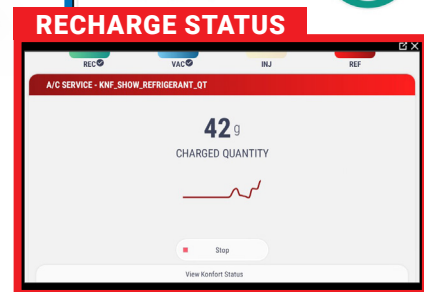 RECHARGE STATUS
REC VAC INJ REF
A/C SERVICE - KNF_SHOW_REFRIGERANT_QT
42 g
CHARGED QUANTITY
Stop
View Konfort Status